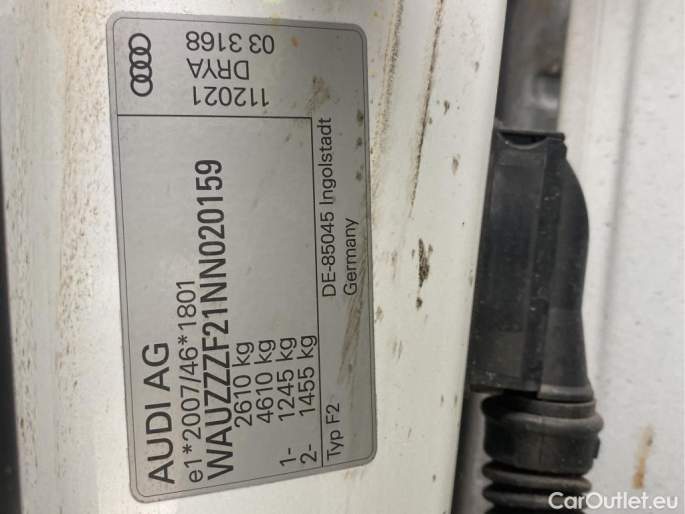 AUDI AG
e1*2007/46*1801
WAUZZZF21NN020159
2610 kg
4610 kg
1- 1245 kg
2- 1455 kg
Typ F2
DE-85045 Ingolstadt
Germany
112021
DRYA
03 3168
CarOutlet.eu